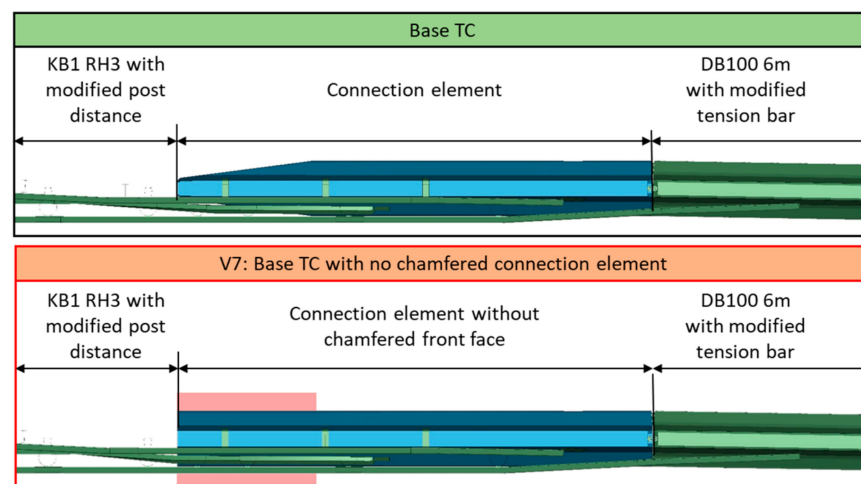 Base TC
KB1 RH3 with
modified post
distance
Connection element
DB100 6m
with modified
tension bar
V7: Base TC with no chamfered connection element
KB1 RH3 with
modified post
distance
Connection element without
chamfered front face
DB100 6m
with modified
tension bar